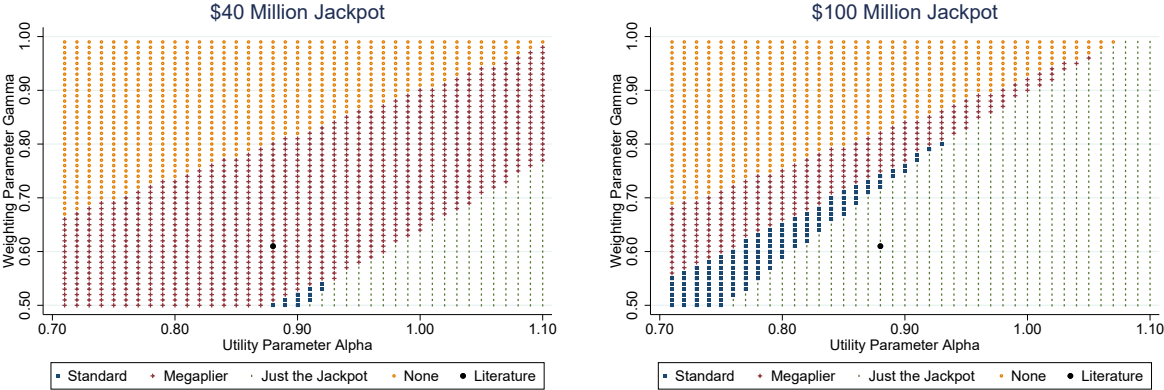 $40 Million Jackpot
Weighting Parameter Gamma
1.00
0.90
0.80
0.70
0.60
0.50
0.70 0.80 0.90 1.00 1.10
Utility Parameter Alpha
Standard Megaplier Just the Jackpot None Literature
$100 Million Jackpot
Weighting Parameter Gamma
1.00
0.90
0.80
0.70
0.60
0.50
0.70 0.80 0.90 1.00 1.10
Utility Parameter Alpha
Standard Megaplier Just the Jackpot None Literature